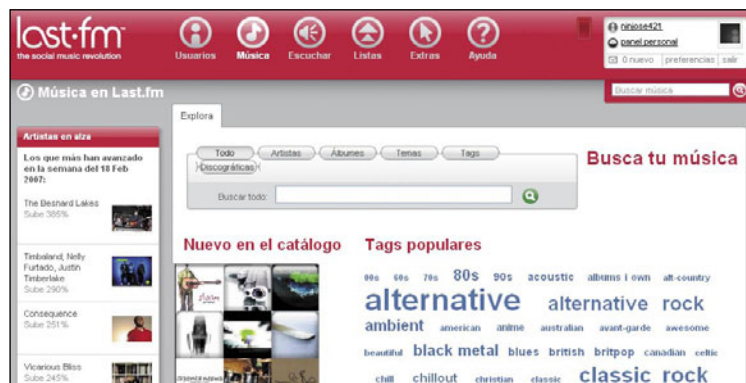 last.fm
the social music revolution
Usuarios Música Escuchar Listas Extras Ayuda
ninjose421
panel personal
0 nuevo preferencias salir
Buscar música
Música en Last.fm
Explora
Artistas en alza
Los que más han avanzado
en la semana del 18 Feb
2007:
The Besnard Lakes
Sube 385%
Timbaland, Nelly
Furtado, Justin
Timberlake
Sube 290%
Consequence
Sube 251%
Vicarious Bliss
Sube 245%
Todo Artistas Álbumes Temas Tags
Discográficas
Buscar todo:
Busca tu música
Nuevo en el catálogo
Tags populares
00s 60s 70s 80s 90s acoustic albums i own alt-country
alternative alternative rock
ambient american anime australian avant-garde awesome
beautiful black metal blues british britpop canadian celtic
chill chillout christian classic classic rock